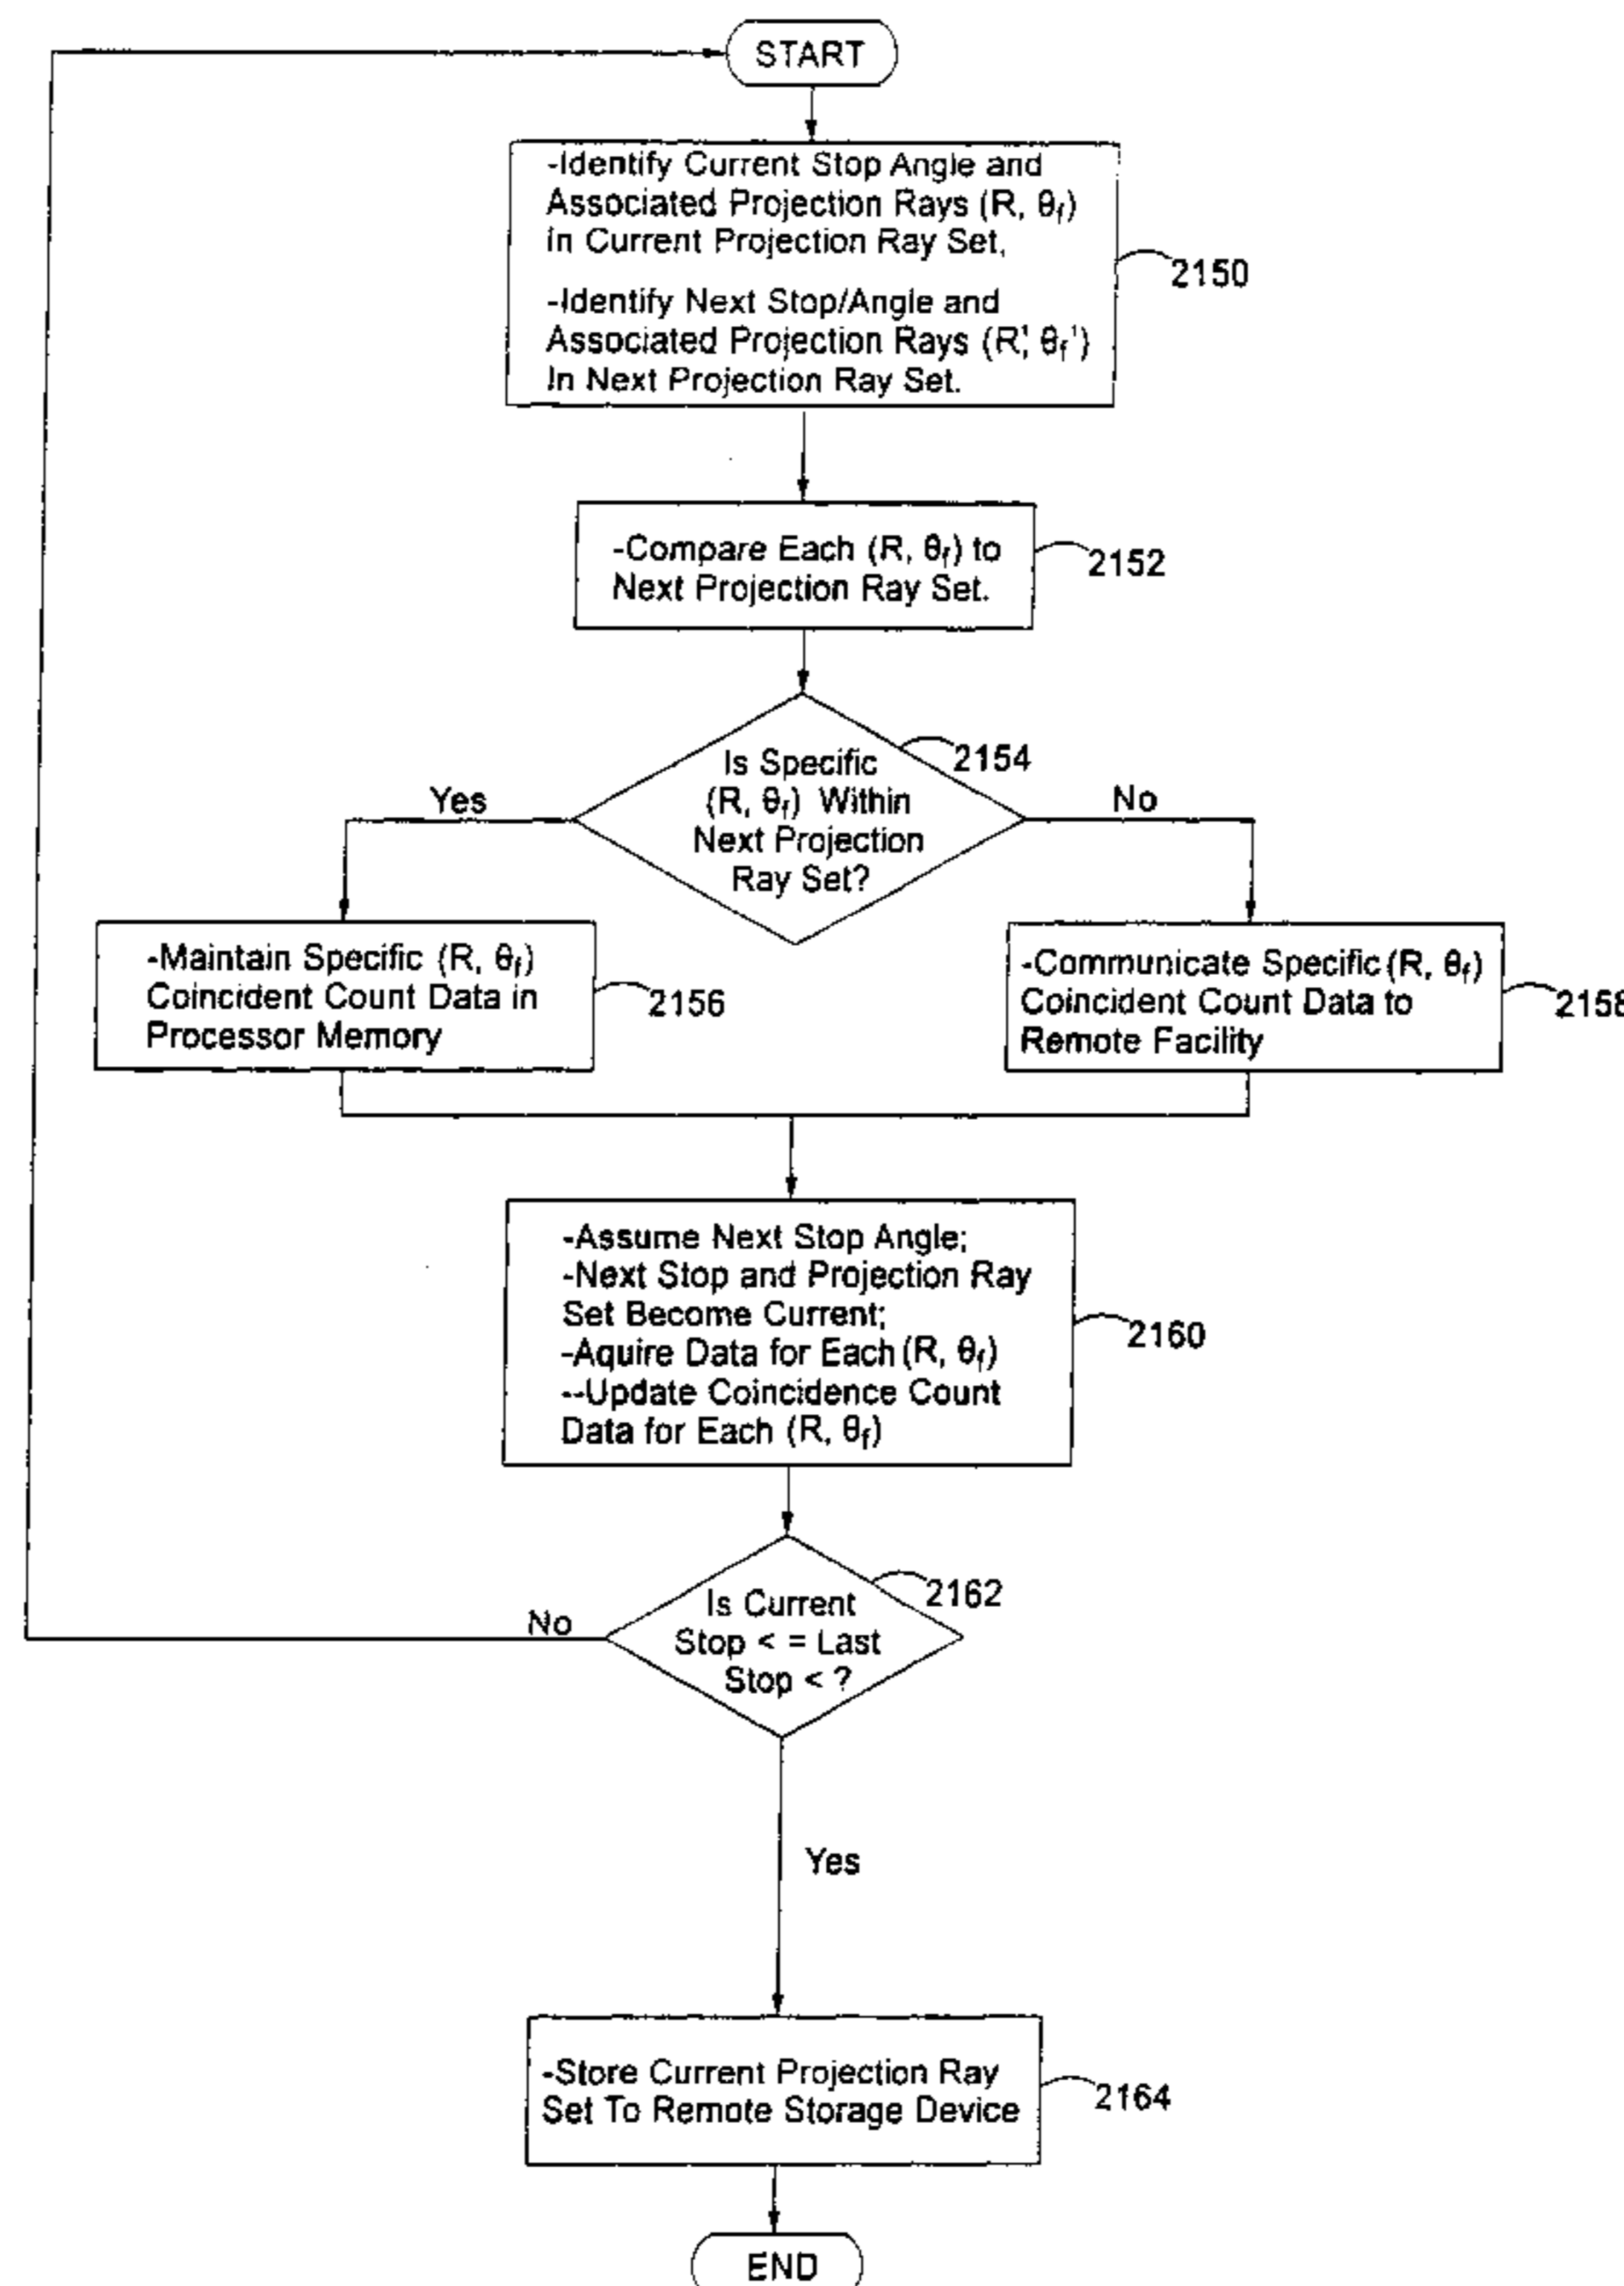 START
-Identify Current Stop Angle and
Associated Projection Rays (R, θf)
In Current Projection Ray Set,
-Identify Next Stop/Angle and
Associated Projection Rays (R', θf')
In Next Projection Ray Set.
2150
-Compare Each (R, θf) to
Next Projection Ray Set.
2152
Is Specific
(R, θf) Within
Next Projection
Ray Set?
2154
Yes
No
-Maintain Specific (R, θf)
Coincident Count Data in
Processor Memory
2156
-Communicate Specific (R, θf)
Coincident Count Data to
Remote Facility
2158
-Assume Next Stop Angle;
-Next Stop and Projection Ray
Set Become Current;
-Aquire Data for Each (R, θf)
--Update Coincidence Count
Data for Each (R, θf)
2160
Is Current
Stop < = Last
Stop < ?
2162
No
Yes
-Store Current Projection Ray
Set To Remote Storage Device
2164
END